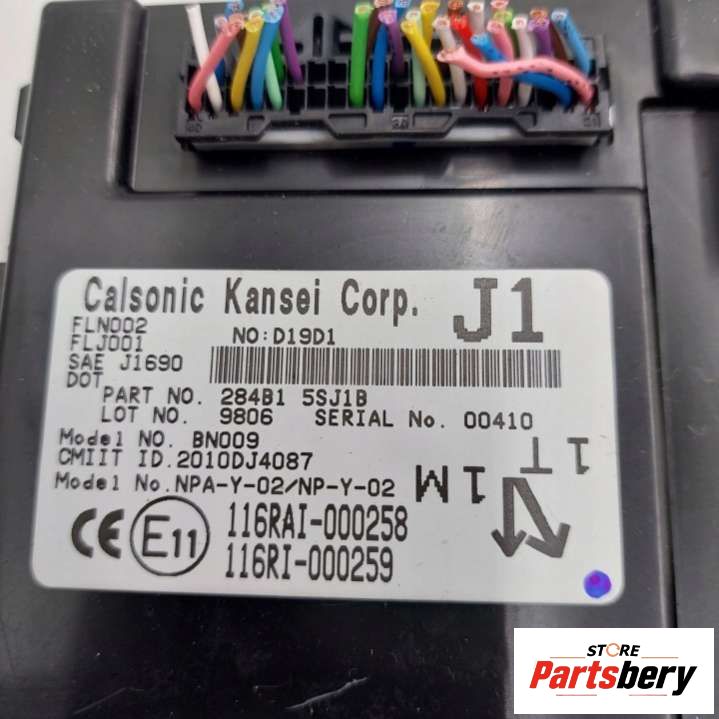 Calsonic Kansei Corp. J1
FLN002
FLJ001 NO:D19D1
SAE J1690
DOT
PART NO. 284B1 5SJ1B
LOT NO. 9806 SERIAL No. 00410
Model NO. BN009
CMIIT ID.2010DJ4087
Model No.NPA-Y-02/NP-Y-02
1M
1T
CE E11 116RAI-000258
116RI-000259
STORE
Partsbery